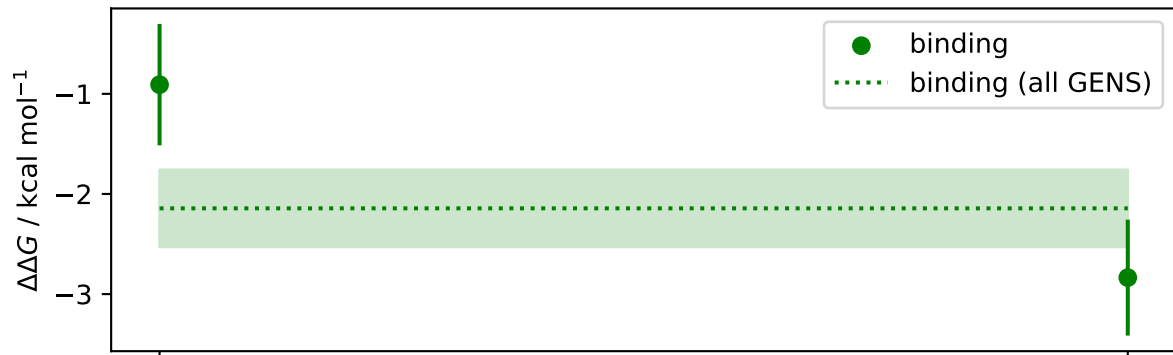 binding
binding (all GENS)
−1
−2
−3
ΔΔG / kcal mol⁻¹